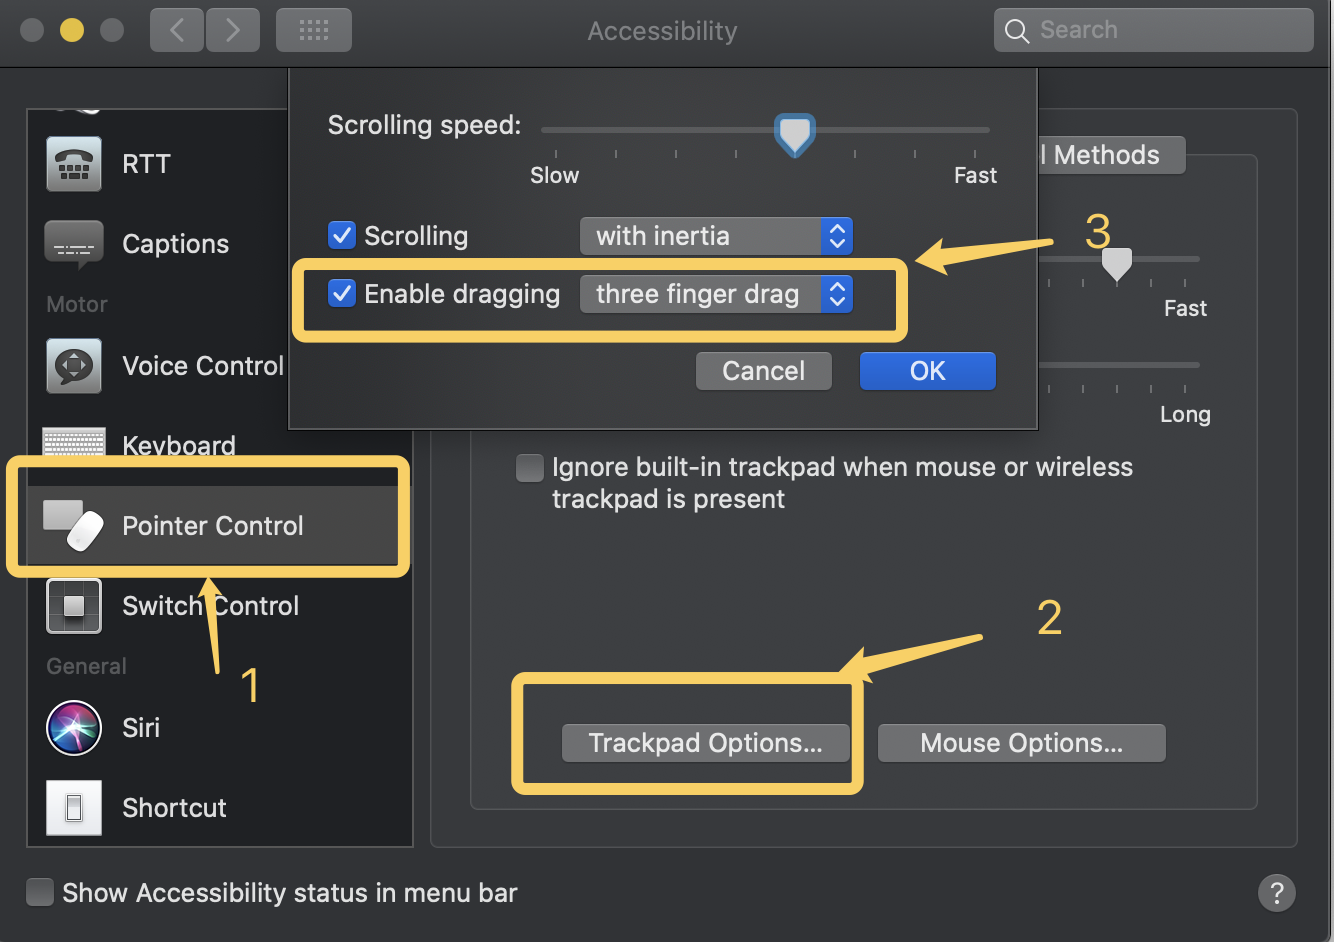 Accessibility
Search
Scrolling speed:
Slow
Fast
Scrolling
with inertia
Enable dragging
three finger drag
Cancel
OK
RTT
Captions
Motor
Voice Control
Keyboard
Pointer Control
Switch Control
General
Siri
Shortcut
1
l Methods
3
Fast
Long
Ignore built-in trackpad when mouse or wireless
trackpad is present
2
Trackpad Options...
Mouse Options...
Show Accessibility status in menu bar
?